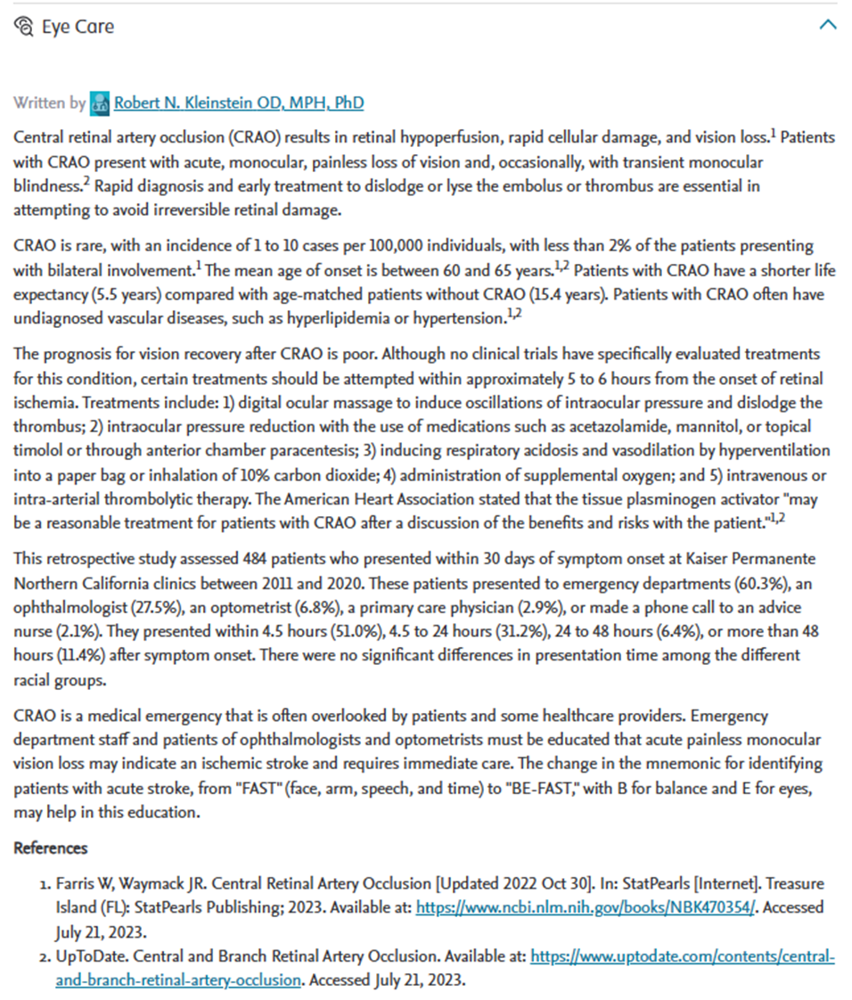 Eye Care
Written by Robert N. Kleinstein OD, MPH, PhD
Central retinal artery occlusion (CRAO) results in retinal hypoperfusion, rapid cellular damage, and vision loss.1 Patients
with CRAO present with acute, monocular, painless loss of vision and, occasionally, with transient monocular
blindness.2 Rapid diagnosis and early treatment to dislodge or lyse the embolus or thrombus are essential in
attempting to avoid irreversible retinal damage.
CRAO is rare, with an incidence of 1 to 10 cases per 100,000 individuals, with less than 2% of the patients presenting
with bilateral involvement.1 The mean age of onset is between 60 and 65 years.1,2 Patients with CRAO have a shorter life
expectancy (5.5 years) compared with age-matched patients without CRAO (15.4 years). Patients with CRAO often have
undiagnosed vascular diseases, such as hyperlipidemia or hypertension.1,2
The prognosis for vision recovery after CRAO is poor. Although no clinical trials have specifically evaluated treatments
for this condition, certain treatments should be attempted within approximately 5 to 6 hours from the onset of retinal
ischemia. Treatments include: 1) digital ocular massage to induce oscillations of intraocular pressure and dislodge the
thrombus; 2) intraocular pressure reduction with the use of medications such as acetazolamide, mannitol, or topical
timolol or through anterior chamber paracentesis; 3) inducing respiratory acidosis and vasodilation by hyperventilation
into a paper bag or inhalation of 10% carbon dioxide; 4) administration of supplemental oxygen; and 5) intravenous or
intra-arterial thrombolytic therapy. The American Heart Association stated that the tissue plasminogen activator "may
be a reasonable treatment for patients with CRAO after a discussion of the benefits and risks with the patient."1,2
This retrospective study assessed 484 patients who presented within 30 days of symptom onset at Kaiser Permanente
Northern California clinics between 2011 and 2020. These patients presented to emergency departments (60.3%), an
ophthalmologist (27.5%), an optometrist (6.8%), a primary care physician (2.9%), or made a phone call to an advice
nurse (2.1%). They presented within 4.5 hours (51.0%), 4.5 to 24 hours (31.2%), 24 to 48 hours (6.4%), or more than 48
hours (11.4%) after symptom onset. There were no significant differences in presentation time among the different
racial groups.
CRAO is a medical emergency that is often overlooked by patients and some healthcare providers. Emergency
department staff and patients of ophthalmologists and optometrists must be educated that acute painless monocular
vision loss may indicate an ischemic stroke and requires immediate care. The change in the mnemonic for identifying
patients with acute stroke, from "FAST" (face, arm, speech, and time) to "BE-FAST," with B for balance and E for eyes,
may help in this education.
References
1. Farris W, Waymack JR. Central Retinal Artery Occlusion [Updated 2022 Oct 30]. In: StatPearls [Internet]. Treasure
Island (FL): StatPearls Publishing; 2023. Available at: https://www.ncbi.nlm.nih.gov/books/NBK470354/. Accessed
July 21, 2023.
2. UpToDate. Central and Branch Retinal Artery Occlusion. Available at: https://www.uptodate.com/contents/central-
and-branch-retinal-artery-occlusion. Accessed July 21, 2023.